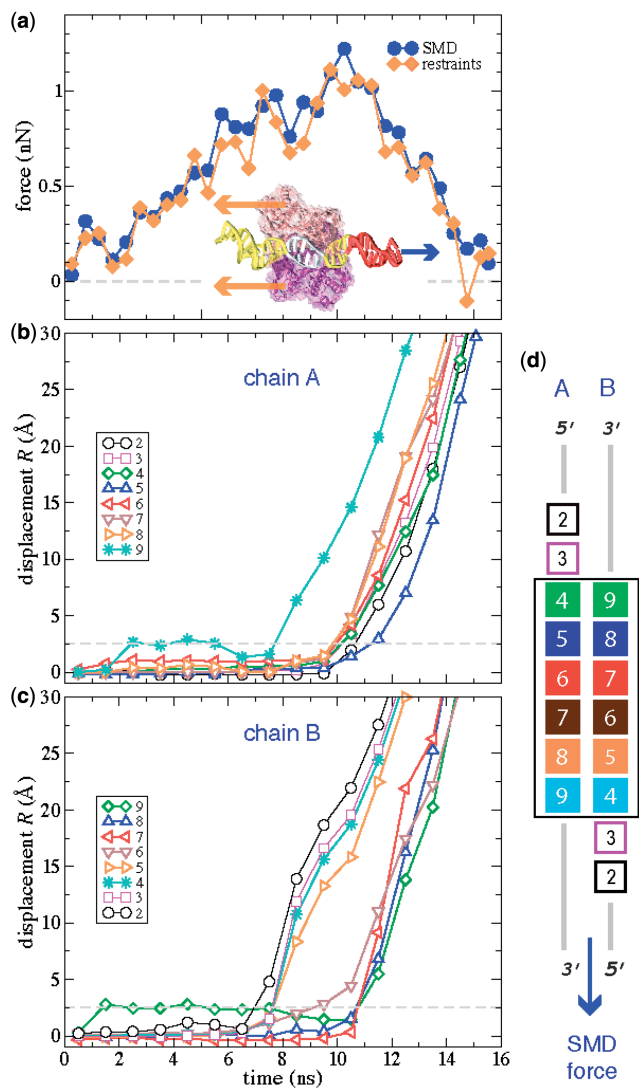 (a)
SMD
restraints
force (nN)
1
0.5
0
(b)
chain A
displacement R (Å)
30
25
20
15
10
5
0
2
3
4
5
6
7
8
9
(c)
chain B
displacement R (Å)
30
25
20
15
10
5
0
9
8
7
6
5
4
3
2
0 2 4 6 8 10 12 14 16
time (ns)
(d)
A B
5' 3'
2
3
4 9
5 8
6 7
7 6
8 5
9 4
3
2
3' 5'
SMD
force